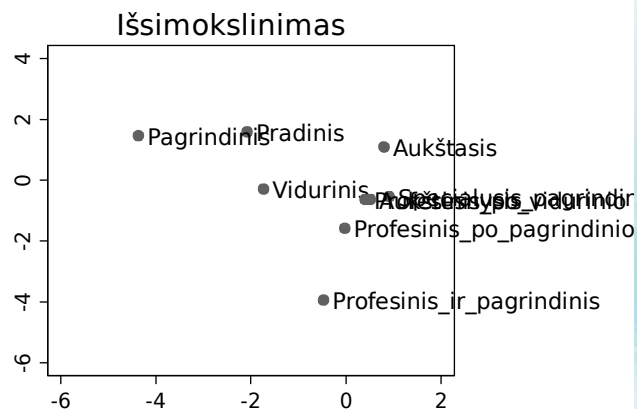 Išsimokslinimas
4
2
0
-2
-4
-6
Pagrindinis
Pradinis
Aukštasis
Vidurinis
Profesinis_po_pagrindinio
Profesinis_ir_pagrindinis
-6
-4
-2
0
2